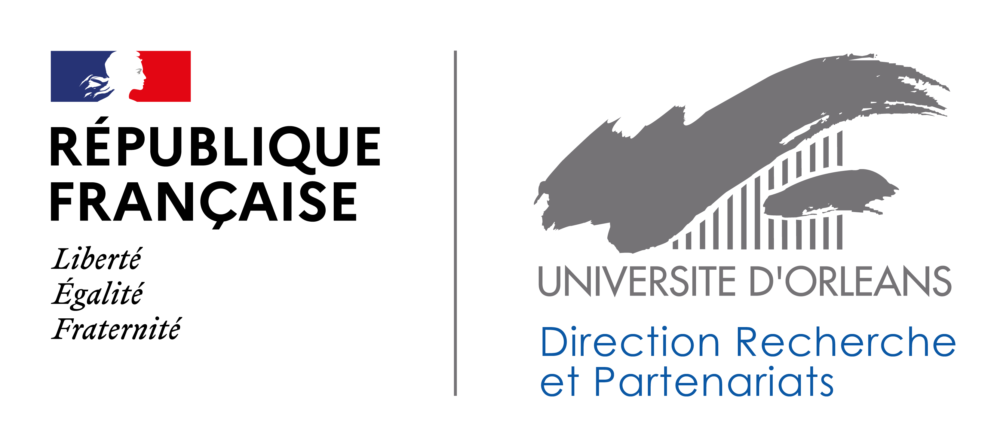 RÉPUBLIQUE
FRANÇAISE
Liberté
Égalité
Fraternité
UNIVERSITE D'ORLEANS
Direction Recherche
et Partenariats